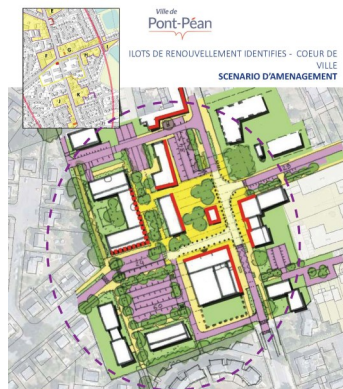 Ville de
Pont-Péan
ILOTS DE RENOUVELLEMENT IDENTIFIES - COEUR DE
VILLE
SCENARIO D'AMENAGEMENT